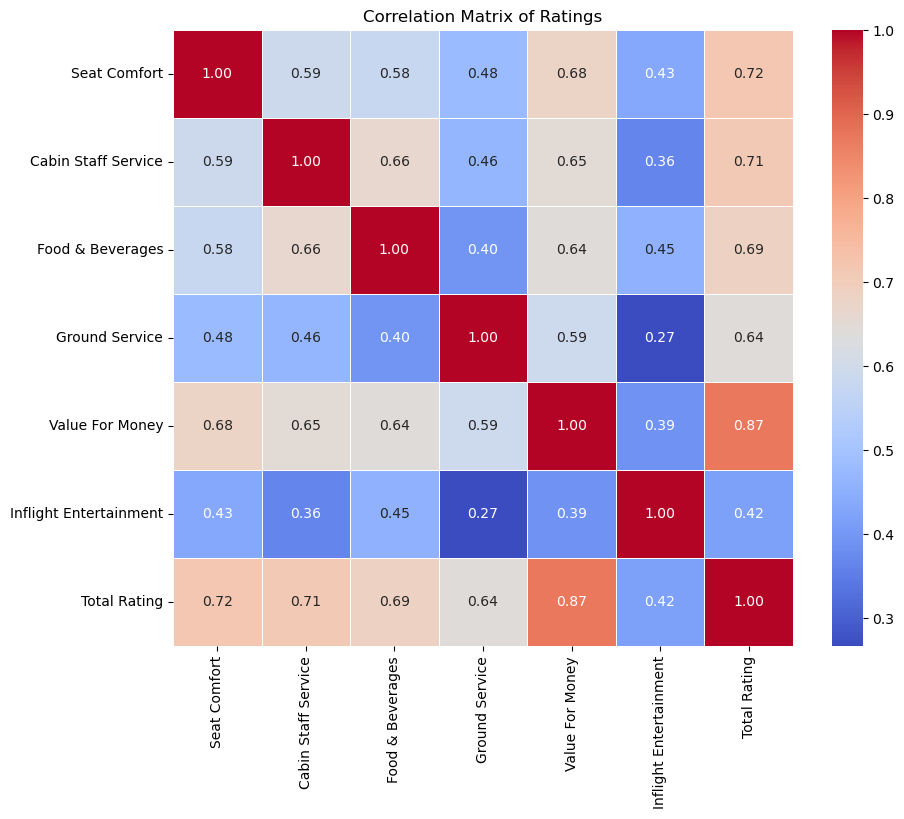 Correlation Matrix of Ratings
Seat Comfort 1.00 0.59 0.58 0.48 0.68 0.43 0.72
Cabin Staff Service 0.59 1.00 0.66 0.46 0.65 0.36 0.71
Food & Beverages 0.58 0.66 1.00 0.40 0.64 0.45 0.69
Ground Service 0.48 0.46 0.40 1.00 0.59 0.27 0.64
Value For Money 0.68 0.65 0.64 0.59 1.00 0.39 0.87
Inflight Entertainment 0.43 0.36 0.45 0.27 0.39 1.00 0.42
Total Rating 0.72 0.71 0.69 0.64 0.87 0.42 1.00
Seat Comfort
Cabin Staff Service
Food & Beverages
Ground Service
Value For Money
Inflight Entertainment
Total Rating
1.0
0.9
0.8
0.7
0.6
0.5
0.4
0.3